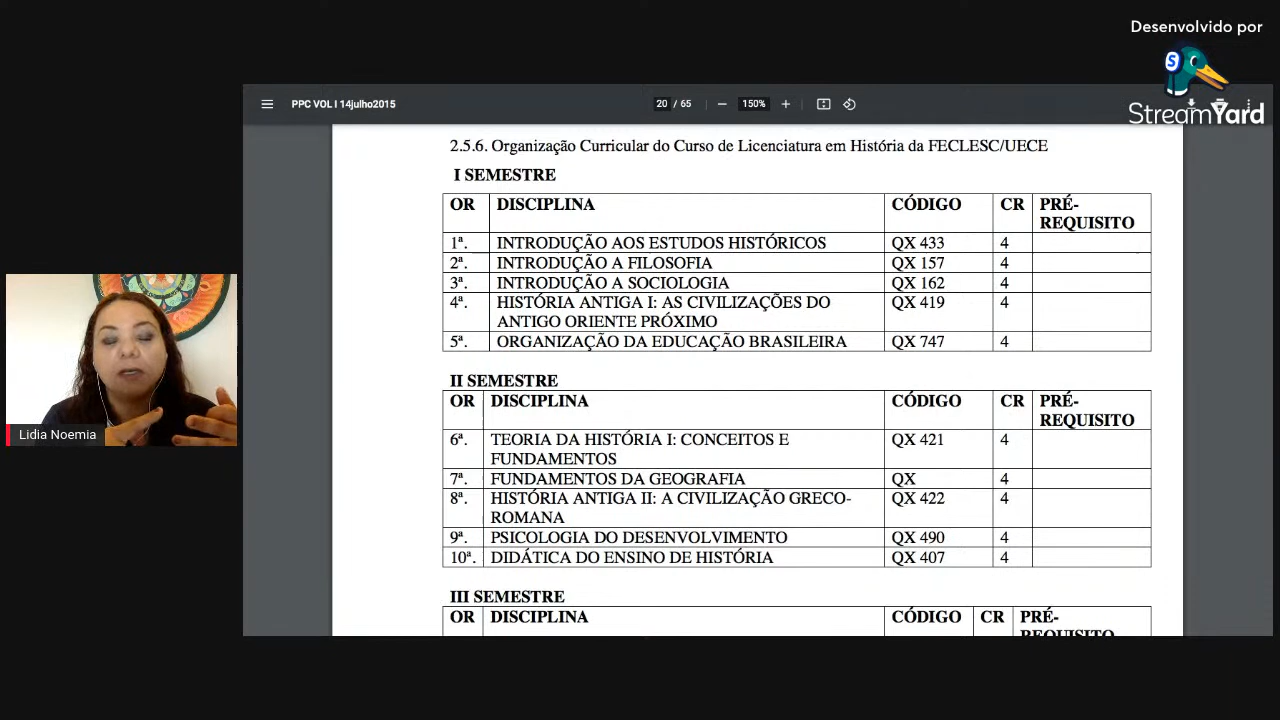 Desenvolvido por
StreamYard
PPC VOL I 14julho2015
20 / 65
150%
2.5.6. Organização Curricular do Curso de Licenciatura em História da FECLESC/UECE
I SEMESTRE
OR DISCIPLINA CÓDIGO CR PRÉ-
REQUISITO
1ª. INTRODUÇÃO AOS ESTUDOS HISTÓRICOS QX 433 4
2ª. INTRODUÇÃO A FILOSOFIA QX 157 4
3ª. INTRODUÇÃO A SOCIOLOGIA QX 162 4
4ª. HISTÓRIA ANTIGA I: AS CIVILIZAÇÕES DO QX 419 4
ANTIGO ORIENTE PRÓXIMO
5ª. ORGANIZAÇÃO DA EDUCAÇÃO BRASILEIRA QX 747 4
II SEMESTRE
OR DISCIPLINA CÓDIGO CR PRÉ-
REQUISITO
6ª. TEORIA DA HISTÓRIA I: CONCEITOS E QX 421 4
FUNDAMENTOS
7ª. FUNDAMENTOS DA GEOGRAFIA QX 4
8ª. HISTÓRIA ANTIGA II: A CIVILIZAÇÃO GRECO- QX 422 4
ROMANA
9ª. PSICOLOGIA DO DESENVOLVIMENTO QX 490 4
10ª. DIDÁTICA DO ENSINO DE HISTÓRIA QX 407 4
III SEMESTRE
OR DISCIPLINA CÓDIGO CR PRÉ-
REQUISITO
Lidia Noemia